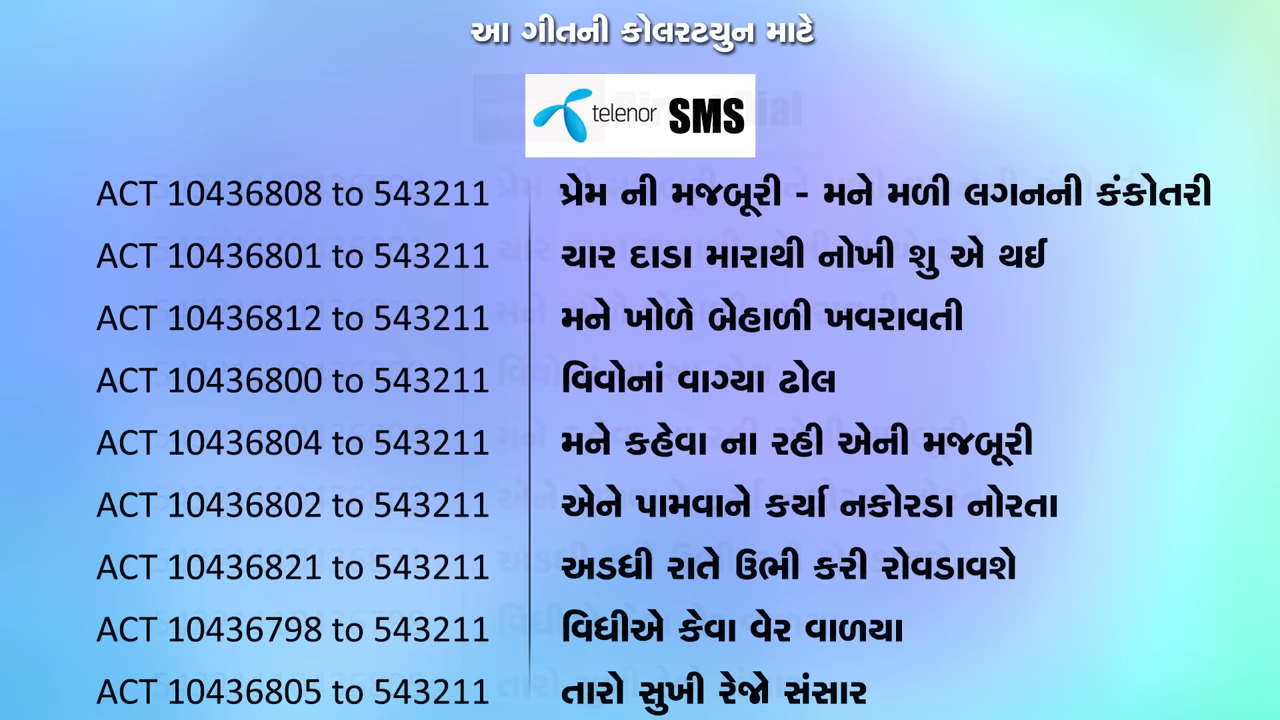 આ ગીતની કોલરટયુન માટે
telenor SMS
ACT 10436808 to 543211 પ્રેમ ની મજબૂરી - મને મળી લગનની કંકોતરી
ACT 10436801 to 543211 ચાર દાડા મારાથી નોખી શુ એ થઈ
ACT 10436812 to 543211 મને ખોળે બેહાળી ખવરાવતી
ACT 10436800 to 543211 વિવોનાં વાગ્યા ઢોલ
ACT 10436804 to 543211 મને કહેવા ના રહી એની મજબૂરી
ACT 10436802 to 543211 એને પામવાને કર્યા નકોરડા નોરતા
ACT 10436821 to 543211 અડધી રાતે ઉભી કરી રોવડાવશે
ACT 10436798 to 543211 વિધીએ કેવા વેર વાળયા
ACT 10436805 to 543211 તારો સુખી રેજો સંસાર